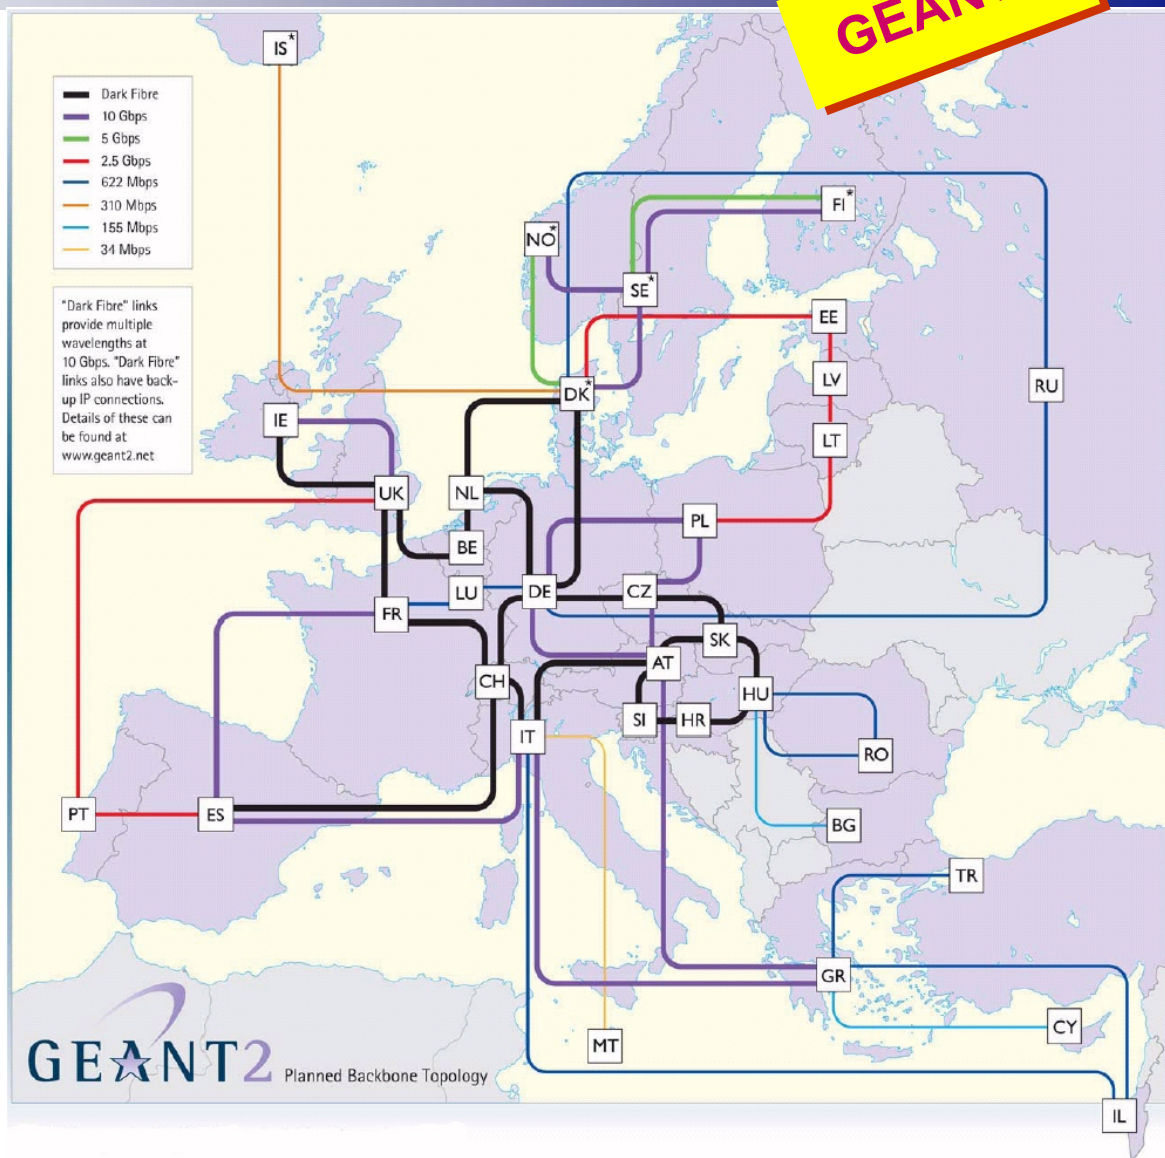 GEANT
IS*
Dark Fibre
10 Gbps
5 Gbps
2.5 Gbps
622 Mbps
310 Mbps
155 Mbps
34 Mbps
"Dark Fibre" links
provide multiple
wavelengths at
10 Gbps. "Dark Fibre"
links also have back-
up IP connections.
Details of these can
be found at
www.geant2.net
FI*
NO*
SE*
EE
LV
RU
DK*
IE
LT
UK
NL
PL
BE
LU
DE
CZ
FR
SK
AT
CH
HU
SI
HR
IT
RO
PT
ES
BG
TR
GR
CY
MT
GEANT2 Planned Backbone Topology
IL